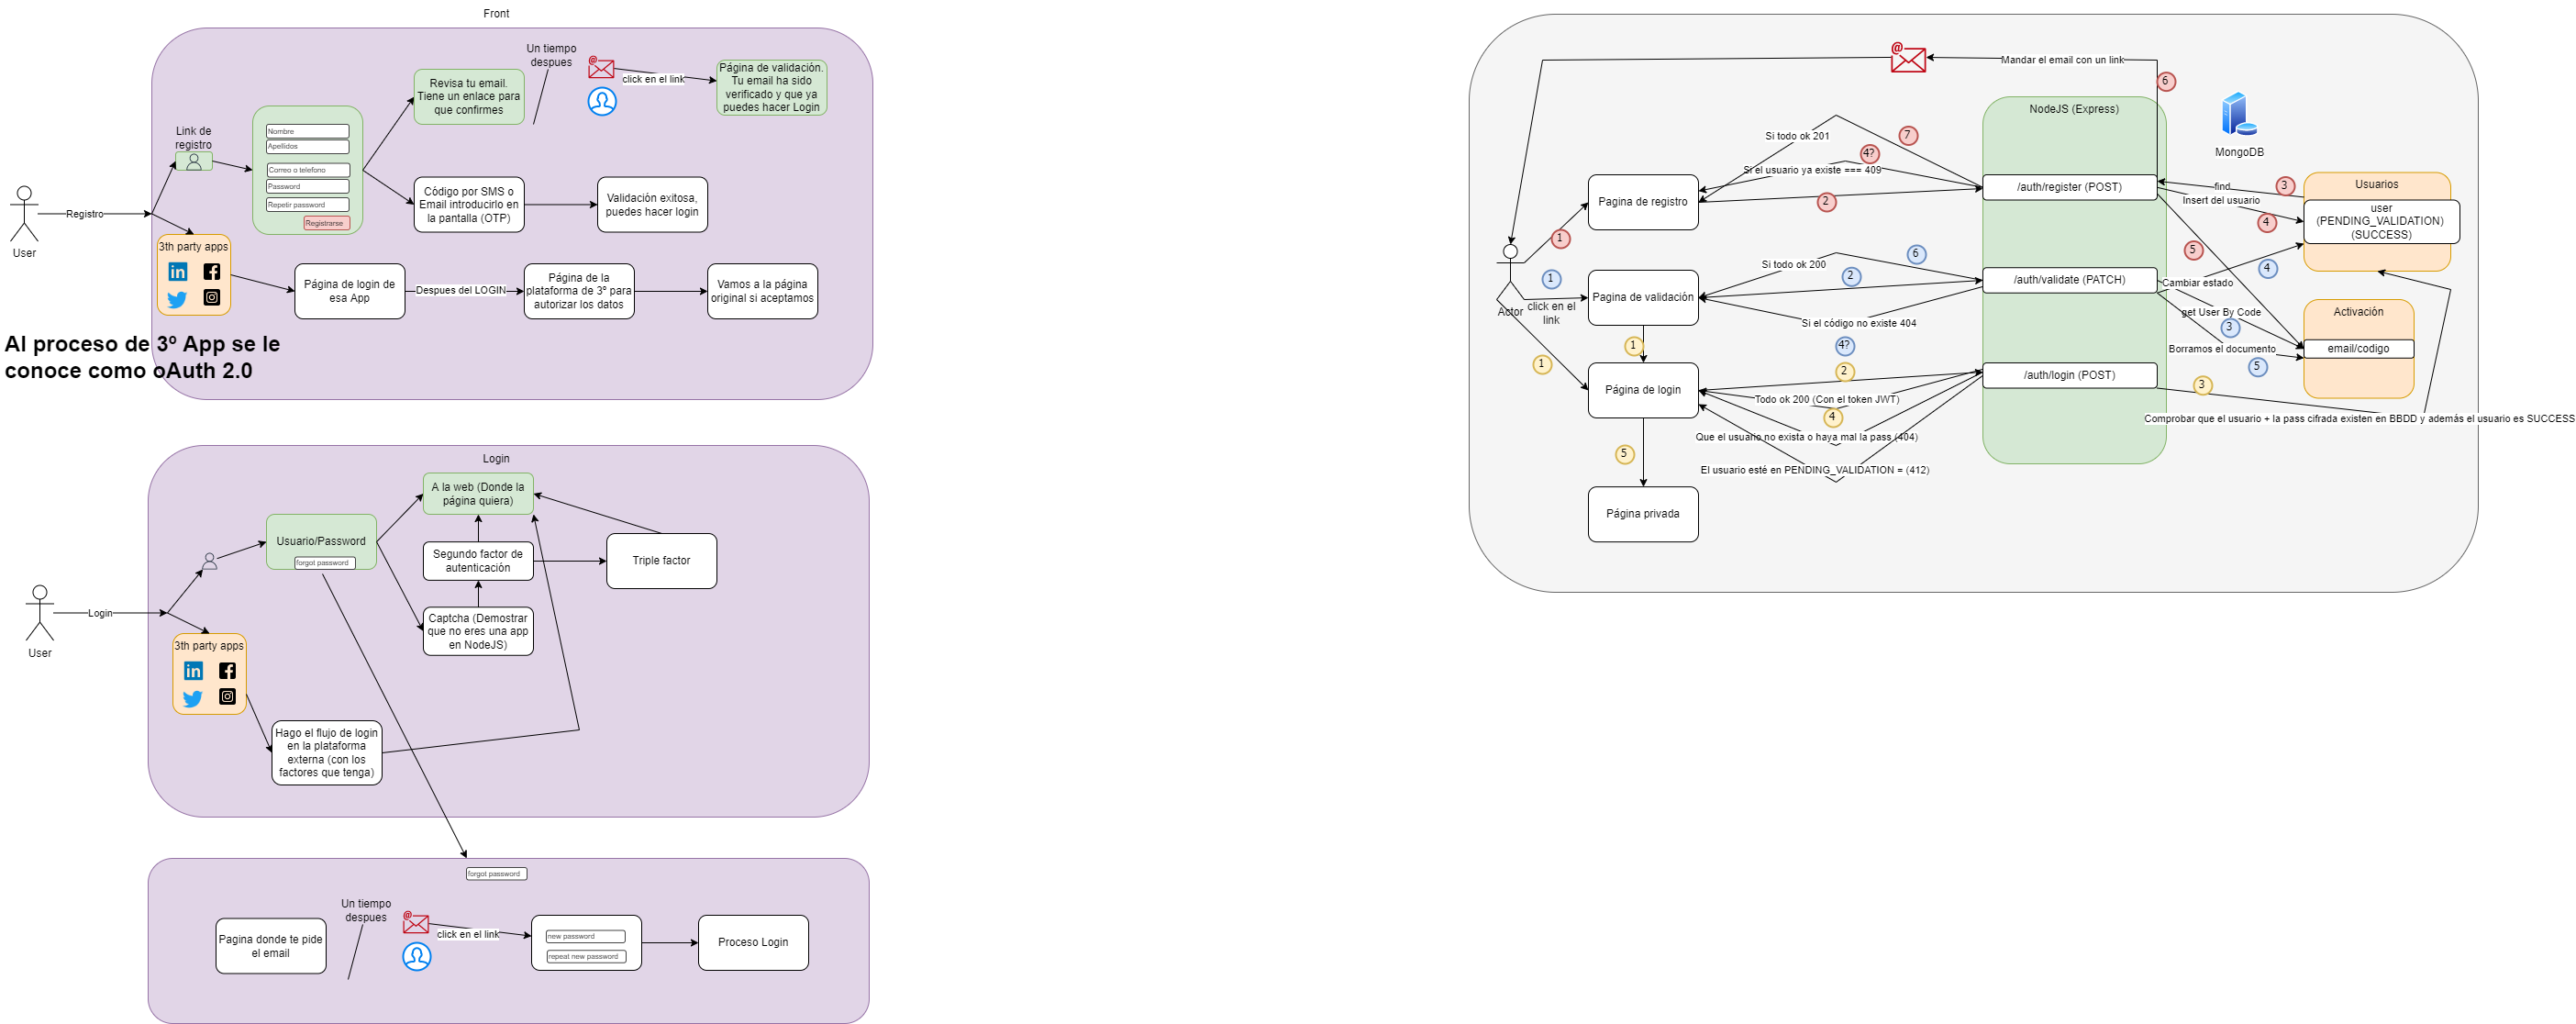 Front
Un tiempo
despues
Revisa tu email.
Tiene un enlace para
que confirmes
click en el link
Página de validación.
Tu email ha sido
verificado y que ya
puedes hacer Login
Link de
registro
Nombre
Apellidos
Correo o telefono
Password
Repetir password
Registrarse
Código por SMS o
Email introducirlo en
la pantalla (OTP)
Validación exitosa,
puedes hacer login
Registro
User
3th party apps
in
Página de login de
esa App
Despues del LOGIN
Página de la
plataforma de 3º para
autorizar los datos
Vamos a la página
original si aceptamos
Al proceso de 3º App se le
conoce como oAuth 2.0
Login
A la web (Donde la
página quiera)
Usuario/Password
forgot password
Segundo factor de
autenticación
Triple factor
Captcha (Demostrar
que no eres una app
en NodeJS)
Login
User
3th party apps
in
Hago el flujo de login
en la plataforma
externa (con los
factores que tenga)
forgot password
Pagina donde te pide
el email
Un tiempo
despues
click en el link
new password
repeat new password
Proceso Login
Mandar el email con un link
6
NodeJS (Express)
MongoDB
Si todo ok 201
7
4?
Si el usuario ya existe === 409
2
Pagina de registro
/auth/register (POST)
find
3
Insert del usuario
4
Usuarios
user
(PENDING_VALIDATION)
(SUCCESS)
1
5
Actor
1
click en el
link
Pagina de validación
Si todo ok 200
6
2
Si el código no existe 404
4?
/auth/validate (PATCH)
Cambiar estado
4
get User By Code
3
Borramos el documento
5
Activación
email/codigo
1
1
Página de login
2
Todo ok 200 (Con el token JWT)
4
Que el usuario no exista o haya mal la pass (404)
El usuario esté en PENDING_VALIDATION = (412)
/auth/login (POST)
3
Comprobar que el usuario + la pass cifrada existen en BBDD y además el usuario es SUCCESS
5
Página privada